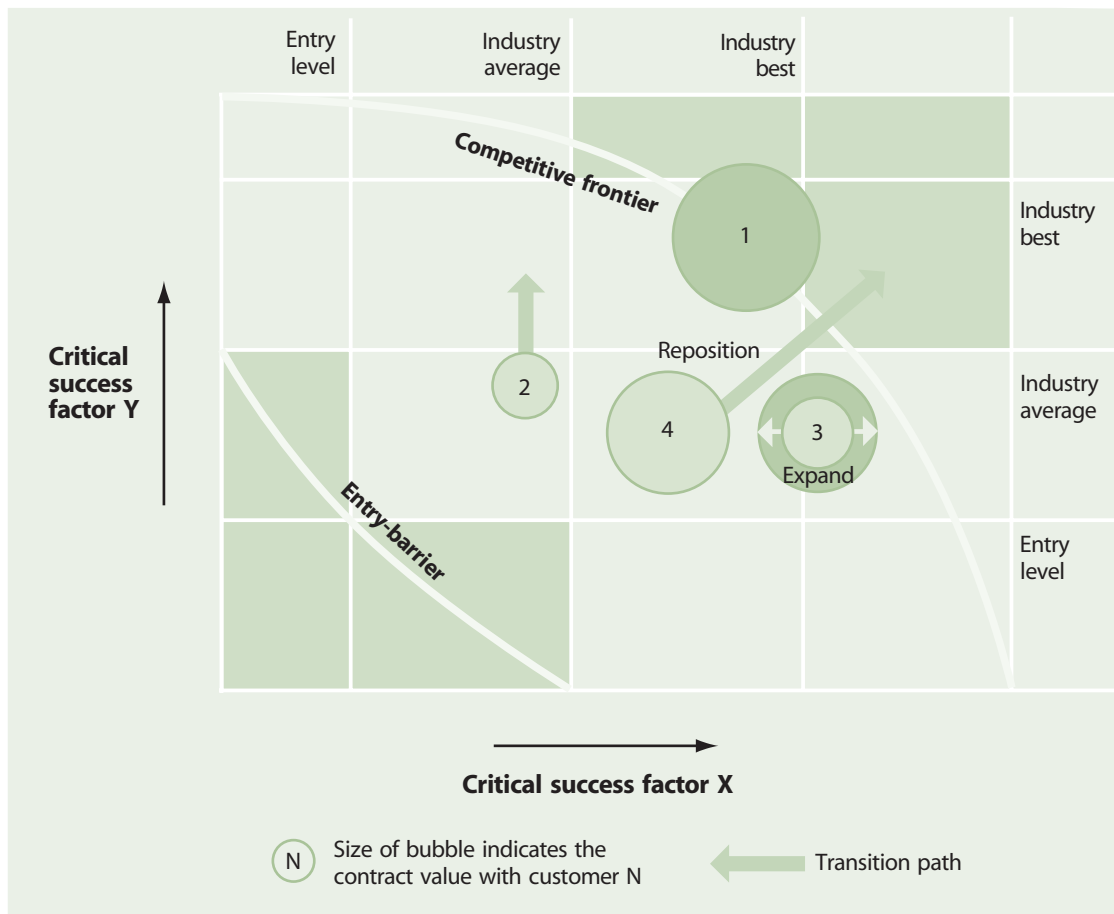 Entry
level
Industry
average
Industry
best
Competitive frontier
1
Industry
best
Reposition
Critical
success
factor Y
2
4
3
Expand
Industry
average
Entry-barrier
Entry
level
Critical success factor X
N
Size of bubble indicates the
contract value with customer N
Transition path